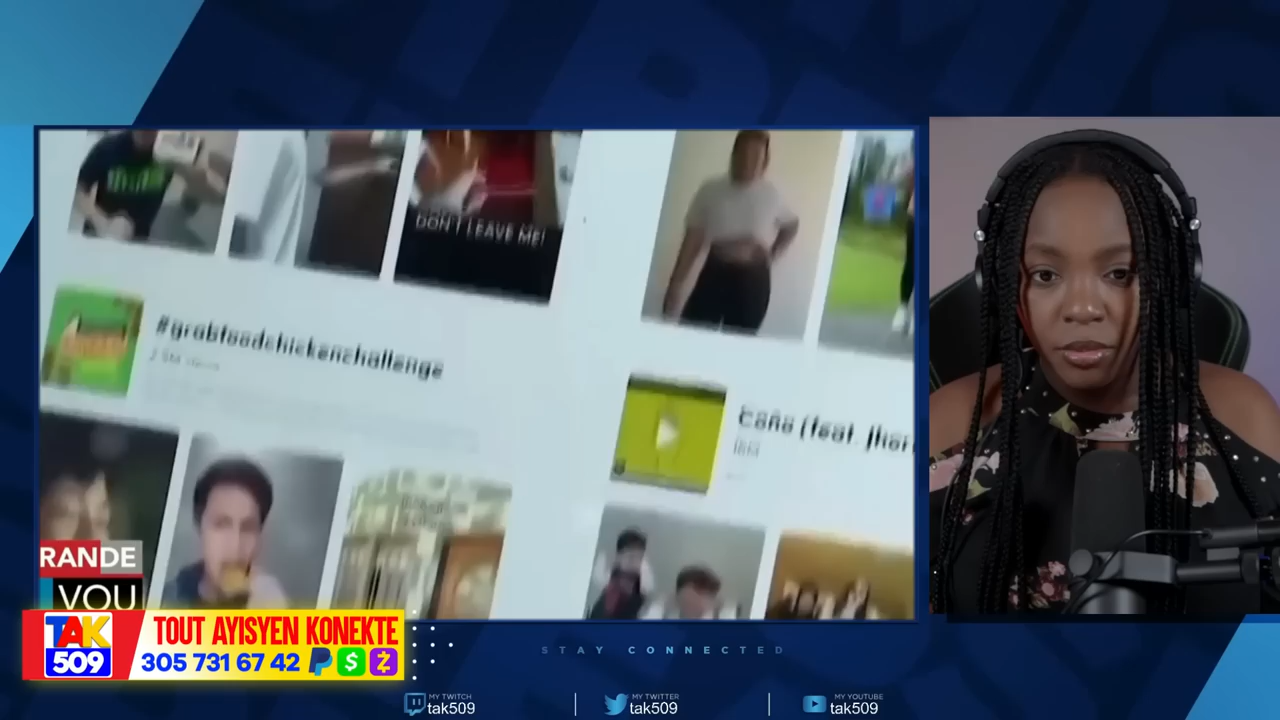 DON'T LEAVE ME!
#grabfoodchickenchallenge
Caña (feat. Jhor
RANDE
VOU
TAK
509
TOUT AYISYEN KONEKTE
305 731 67 42
STAY CONNECTED
MY TWITCH
tak509
MY TWITTER
tak509
MY YOUTUBE
tak509